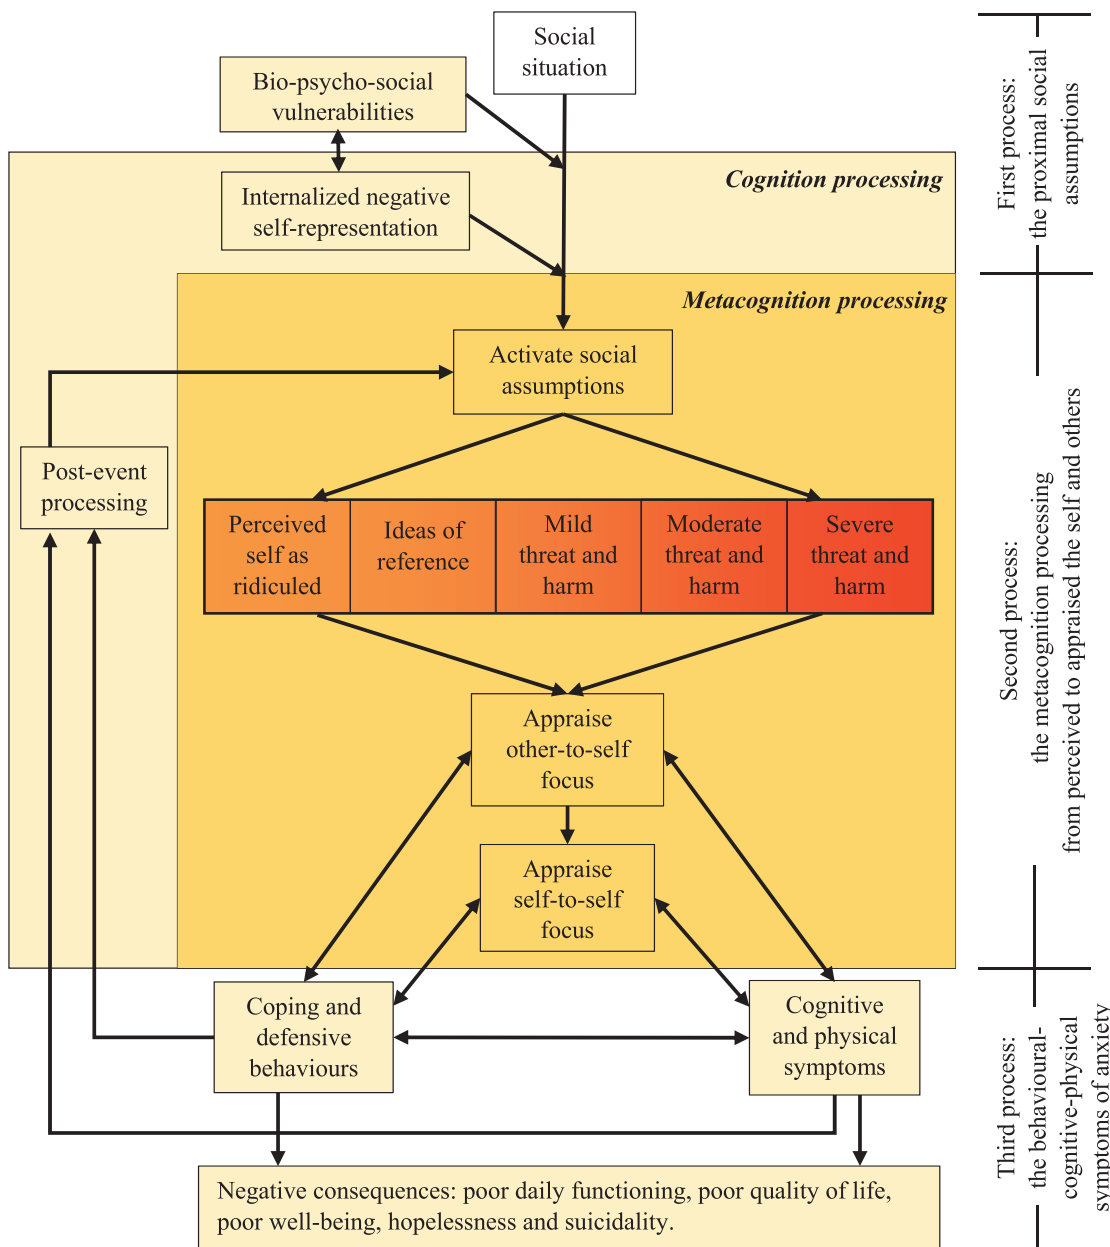 Social
situation
Bio-psycho-social
vulnerabilities
Cognition processing
Internalized negative
self-representation
Metacognition processing
Activate social
assumptions
Post-event
processing
Perceived
self as
ridiculed
Ideas of
reference
Mild
threat and
harm
Moderate
threat and
harm
Severe
threat and
harm
Appraise
other-to-self
focus
Appraise
self-to-self
focus
Coping and
defensive
behaviours
Cognitive
and physical
symptoms
Negative consequences: poor daily functioning, poor quality of life,
poor well-being, hopelessness and suicidality.
First process:
the proximal social
assumptions
Second process:
the metacognition processing
from perceived to appraised the self and others
Third process:
the behavioural-
cognitive-physical
symptoms of anxiety